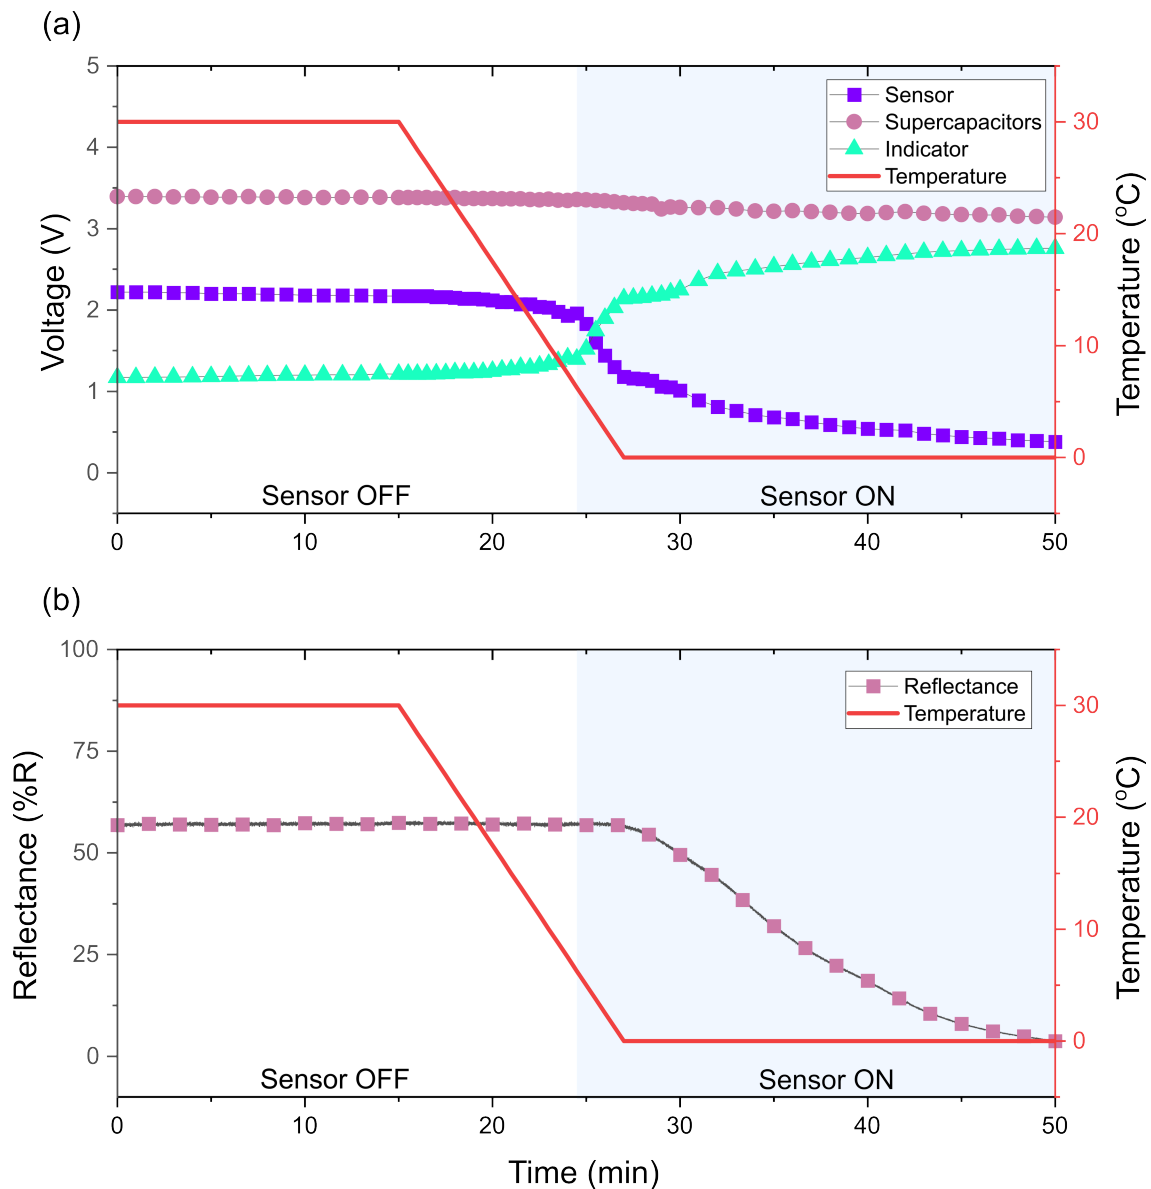 (a)
5
4
3
2
1
0
Voltage (V)
Sensor
Supercapacitors
Indicator
Temperature
30
20
10
0
Temperature (ºC)
Sensor OFF
Sensor ON
0
10
20
30
40
50
(b)
100
75
50
25
0
Reflectance (%R)
Reflectance
Temperature
30
20
10
0
Temperature (ºC)
Sensor OFF
Sensor ON
0
10
20
30
40
50
Time (min)